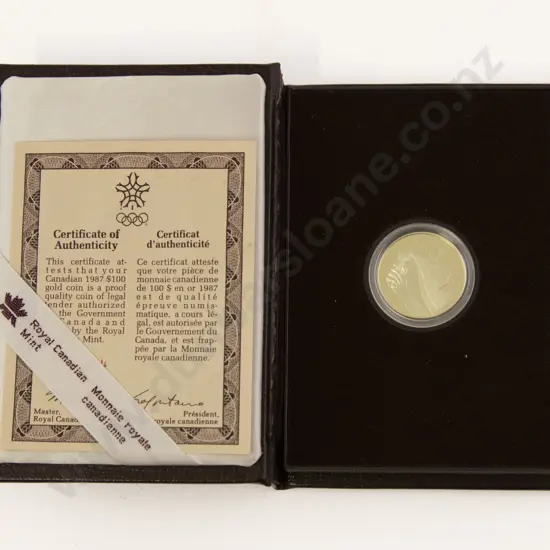 Certificate of
Authenticity
This certificate at-
tests that your
Canadian 1987 $100
gold coin is a proof
quality coin of legal
tender authorized
the Government
Canada and
by the Royal
Mint.
Master,
Royal Canad
Certificat
d'authenticité
Ce certificat atteste
que votre pièce de
monnaie canadienne
de 100 $ en or 1987
est de qualité
épreuve numis-
matique, a cours lé-
gal, est autorisée par
le Gouvernement du
Canada, et est frap-
pée par la Monnaie
royale canadienne.
Président,
royale canadienne
Royal Canadian Monnaie royale
Mint canadienne